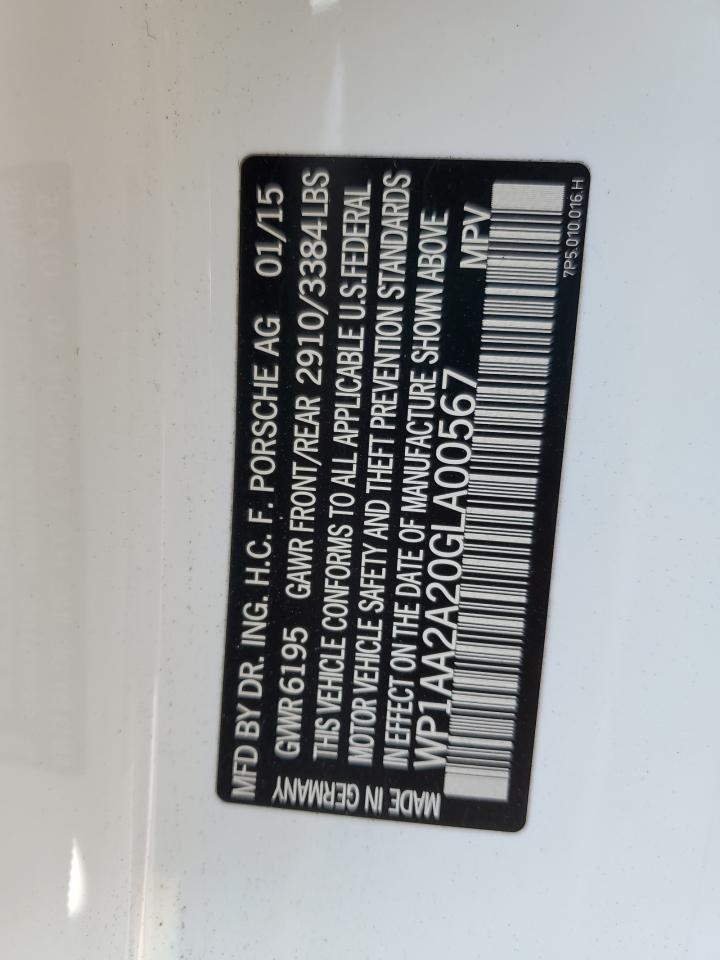 MFD BY DR. ING. H.C. F. PORSCHE AG 01/15
GVWR 6195 GAWR FRONT/REAR 2910/3384 LBS
THIS VEHICLE CONFORMS TO ALL APPLICABLE U.S.FEDERAL
MOTOR VEHICLE SAFETY AND THEFT PREVENTION STANDARDS
IN EFFECT ON THE DATE OF MANUFACTURE SHOWN ABOVE
WP1AA2A20GLA00567 MPV
MADE IN GERMANY
7P5.010.016.H